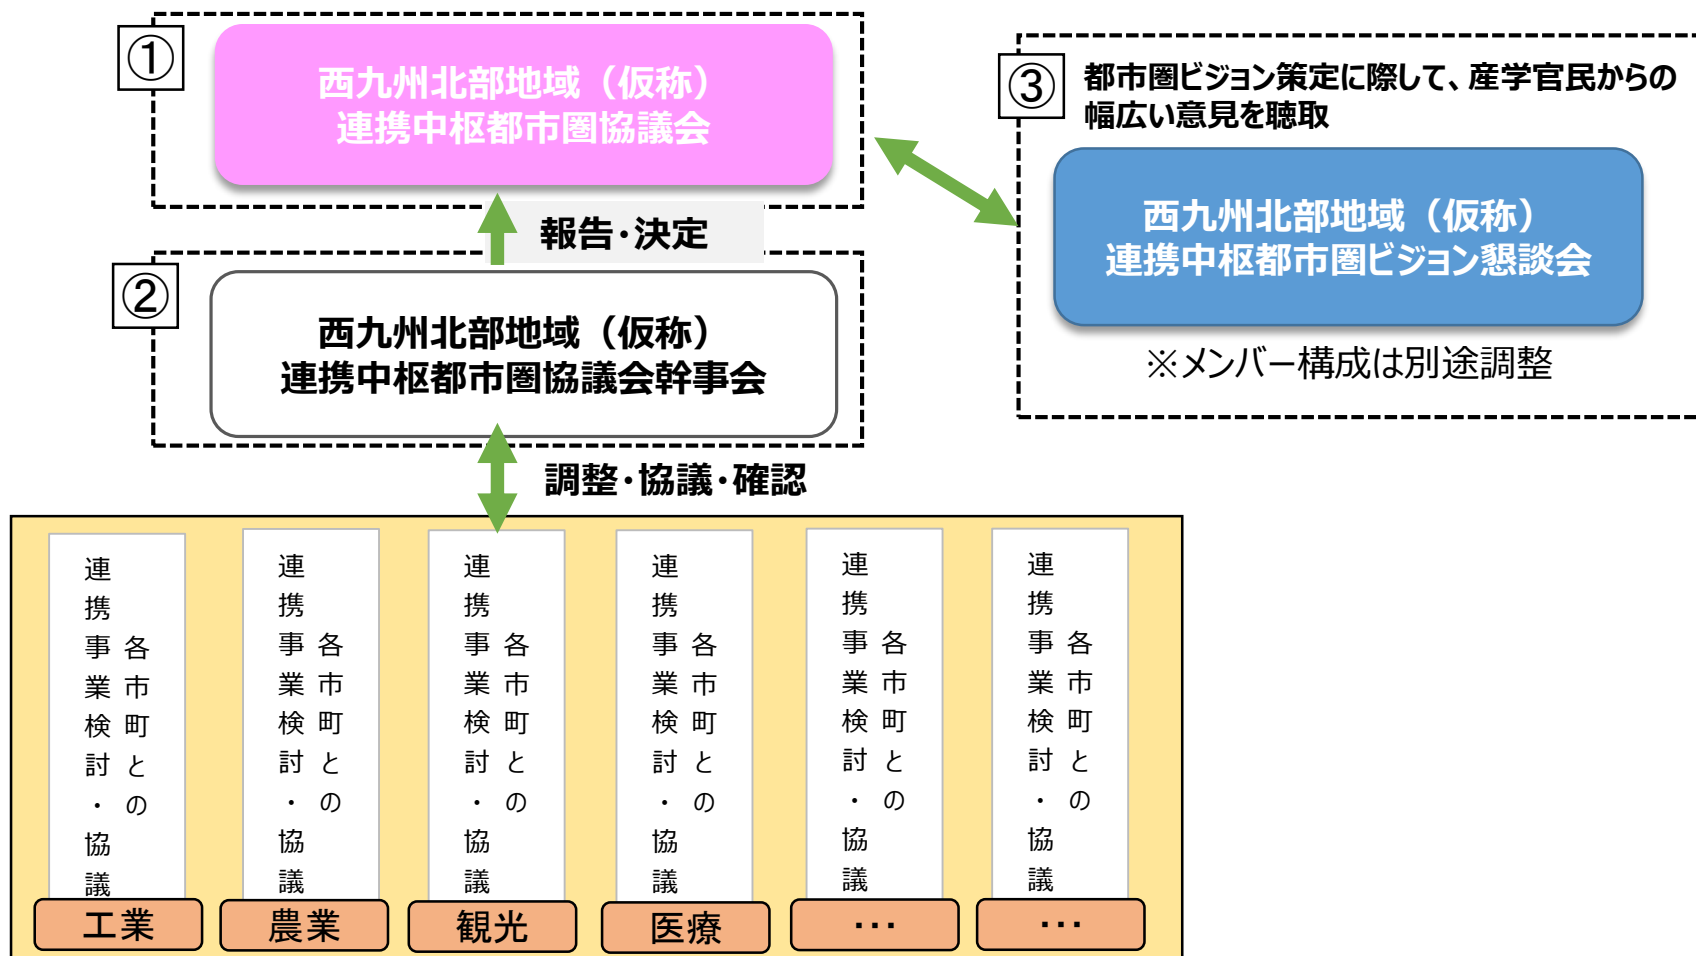 ①
西九州北部地域（仮称）
連携中枢都市圏協議会
報告・決定
②
西九州北部地域（仮称）
連携中枢都市圏協議会幹事会
調整・協議・確認
③
都市圏ビジョン策定に際して、産学官民からの
幅広い意見を聴取
西九州北部地域（仮称）
連携中枢都市圏ビジョン懇談会
※メンバー構成は別途調整
各市町との
連携事業検討・協議
工業
各市町との
連携事業検討・協議
農業
各市町との
連携事業検討・協議
観光
各市町との
連携事業検討・協議
医療
各市町との
連携事業検討・協議
･･･
各市町との
連携事業検討・協議
･･･